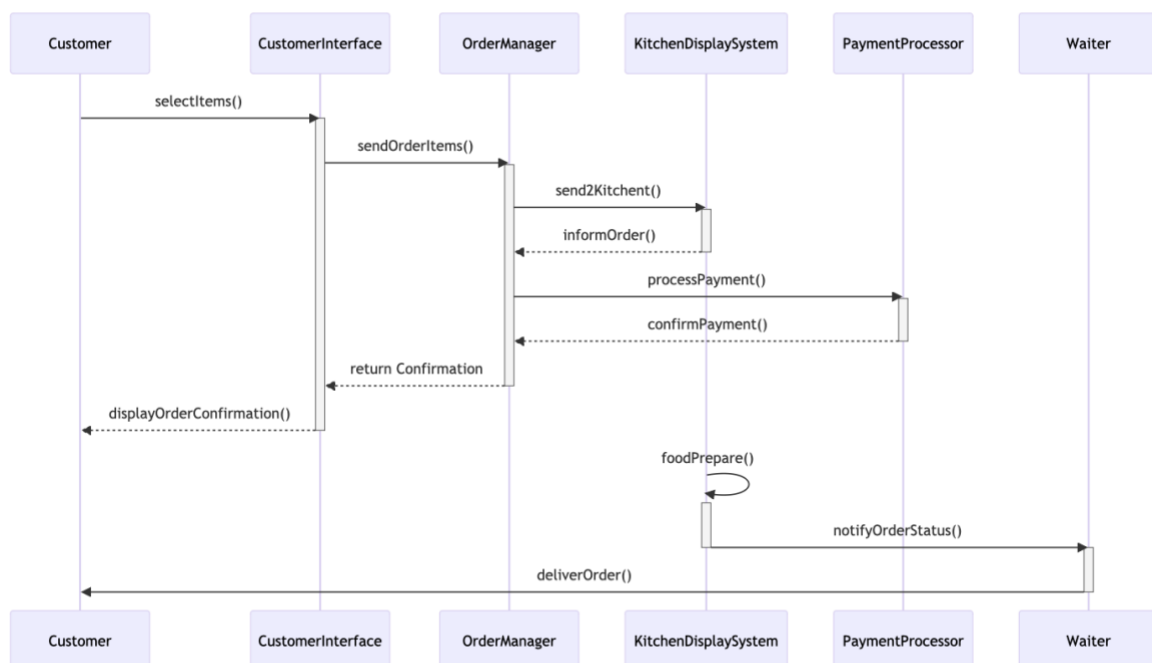 Customer
CustomerInterface
OrderManager
KitchenDisplaySystem
PaymentProcessor
Waiter
selectItems()
sendOrderItems()
send2Kitchent()
informOrder()
processPayment()
confirmPayment()
return Confirmation
displayOrderConfirmation()
foodPrepare()
notifyOrderStatus()
deliverOrder()
Customer
CustomerInterface
OrderManager
KitchenDisplaySystem
PaymentProcessor
Waiter